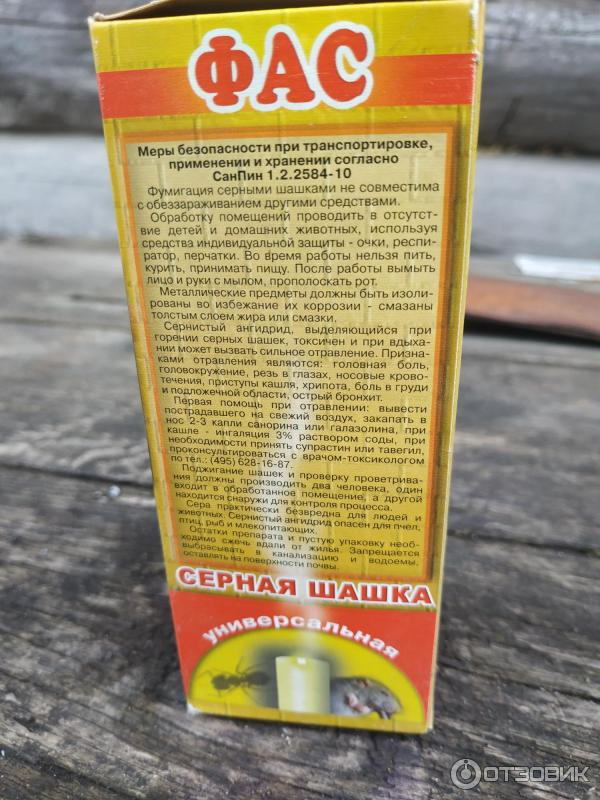 ФАС
Меры безопасности при транспортировке,
применении и хранении согласно
СанПин 1.2.2584-10
Фумигация серными шашками не совместима
с обеззараживанием другими средствами.
Обработку помещений проводить в отсутст-
вие детей и домашних животных, используя
средства индивидуальной защиты - очки, респи-
ратор, перчатки. Во время работы нельзя пить,
курить, принимать пищу. После работы вымыть
лицо и руки с мылом, прополоскать рот.
Металлические предметы должны быть изоли-
рованы во избежание их коррозии - смазаны
толстым слоем жира или смазки.
Сернистый ангидрид, выделяющийся при
горении серных шашек, токсичен и при вдыха-
нии может вызвать сильное отравление. Призна-
ками отравления являются: головная боль,
головокружение, резь в глазах, носовые крово-
течения, приступы кашля, хрипота, боль в груди
и подложечной области, острый бронхит.
Первая помощь при отравлении: вывести
пострадавшего на свежий воздух, закапать в
нос 2-3 капли санорина или галазолина, при
кашле - ингаляция 3% раствором соды, при
необходимости принять супрастин или тавегил,
проконсультироваться с врачом-токсикологом
по тел.: (495) 628-16-87.
Поджигание шашек и проверку проветрива-
вания должны производить два человека, один
входит в обработанное помещение, а другой
находится снаружи для контроля процесса.
Сера практически безвредна для людей и
животных. Сернистый ангидрид опасен для пчел,
птиц, рыб и млекопитающих.
Остатки препарата и пустую упаковку необ-
ходимо сжечь вдали от жилья. Запрещается
выбрасывать в канализацию и водоемы,
оставлять на поверхности почвы.
СЕРНАЯ ШАШКА
универсальная
ОТЗОВИК